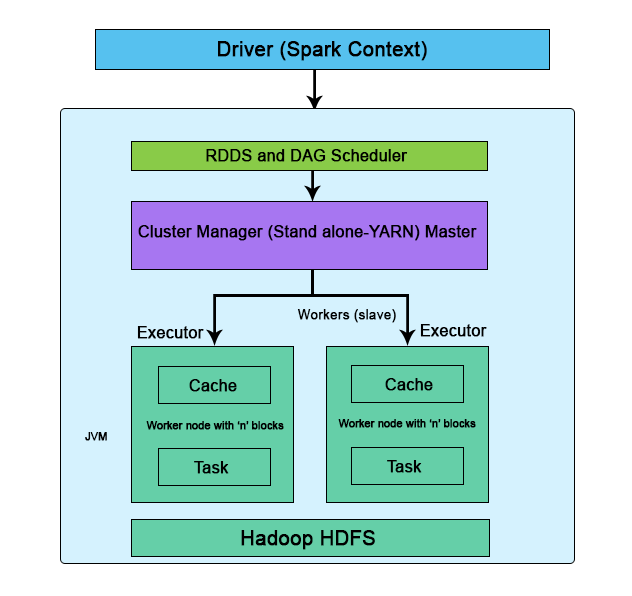 Driver (Spark Context)
RDDS and DAG Scheduler
Cluster Manager (Stand alone-YARN) Master
Workers (slave)
Executor
Executor
Cache
Cache
Worker node with 'n' blocks
Worker node with 'n' blocks
JVM
Task
Task
Hadoop HDFS